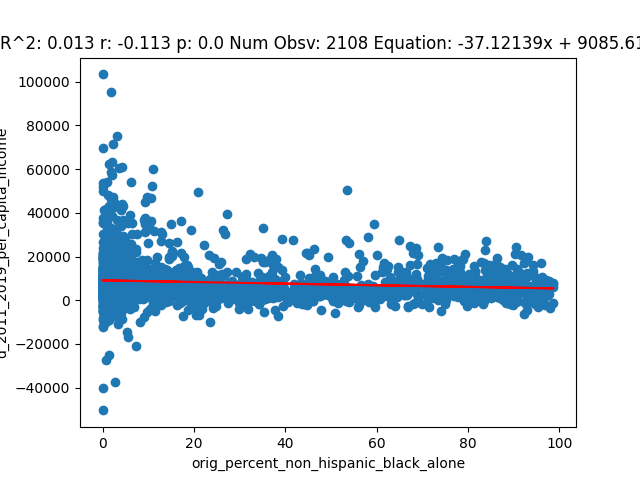 R^2: 0.013 r: -0.113 p: 0.0 Num Obsv: 2108 Equation: -37.12139x + 9085.61
100000
80000
60000
40000
20000
0
−20000
−40000
d_2011_2019_per_capita_income
0 20 40 60 80 100
orig_percent_non_hispanic_black_alone